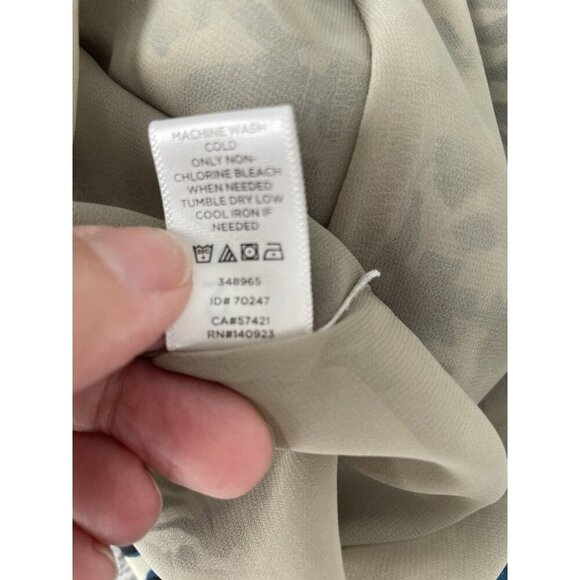 MACHINE WASH
COLD
ONLY NON-
CHLORINE BLEACH
WHEN NEEDED
TUMBLE DRY LOW
COOL IRON IF
NEEDED
348965
ID# 70247
CA#57421
RN#140923